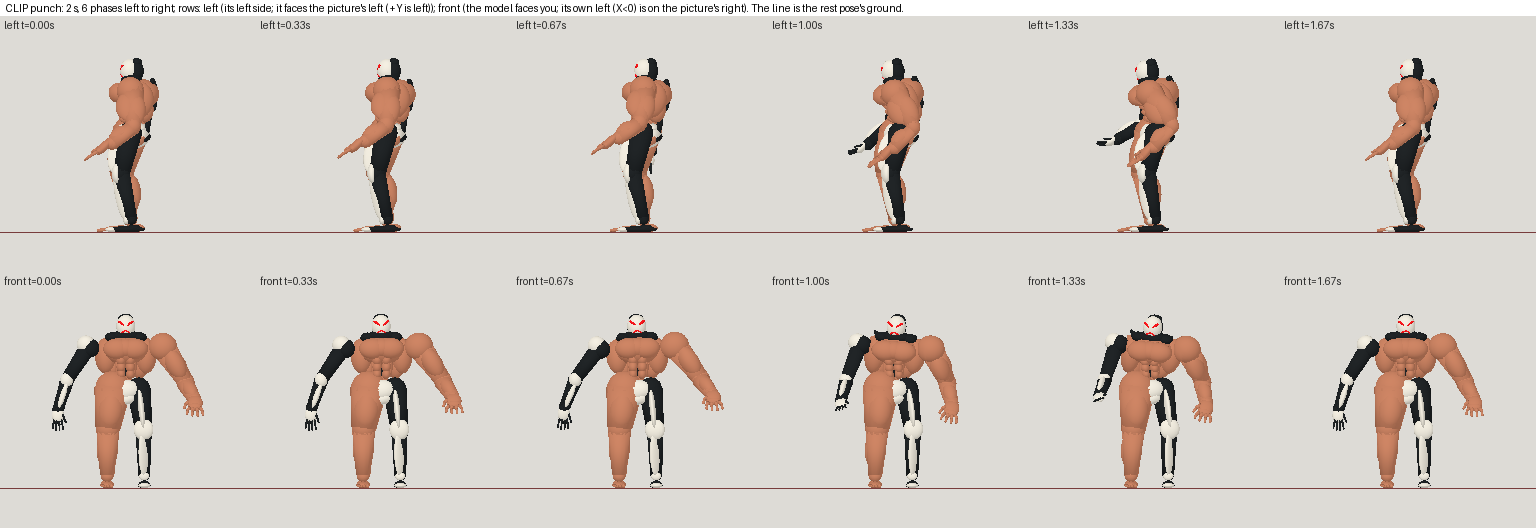 CLIP punch: 2 s, 6 phases left to right; rows: left (its left side; it faces the picture's left (+Y is left)); front (the model faces you; its own left (X<0) is on the picture's right). The line is the rest pose's ground.
left t=0.00s left t=0.33s left t=0.67s left t=1.00s left t=1.33s left t=1.67s
front t=0.00s front t=0.33s front t=0.67s front t=1.00s front t=1.33s front t=1.67s